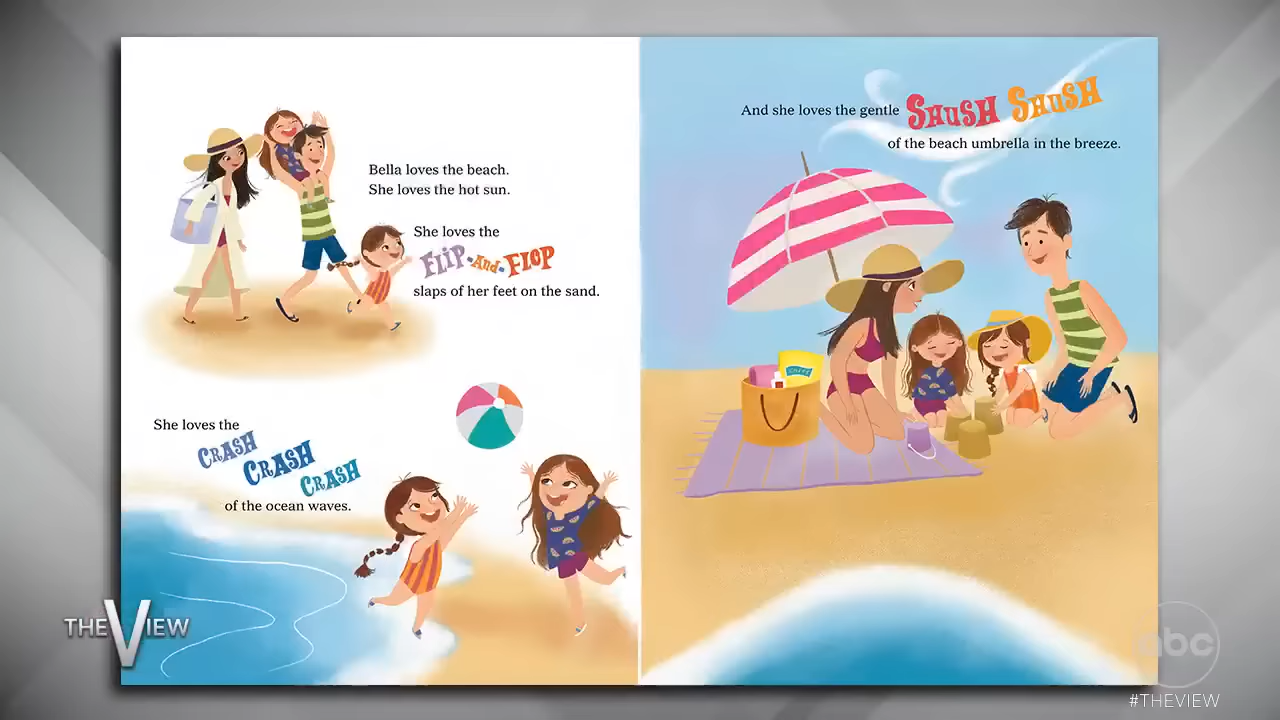 Bella loves the beach.
She loves the hot sun.
She loves the
FLIP-AND-FLOP
slaps of her feet on the sand.
She loves the
CRASH
CRASH
CRASH
of the ocean waves.
And she loves the gentle SHUSH SHUSH
of the beach umbrella in the breeze.
CHIPS
THE VIEW
abc
#THEVIEW